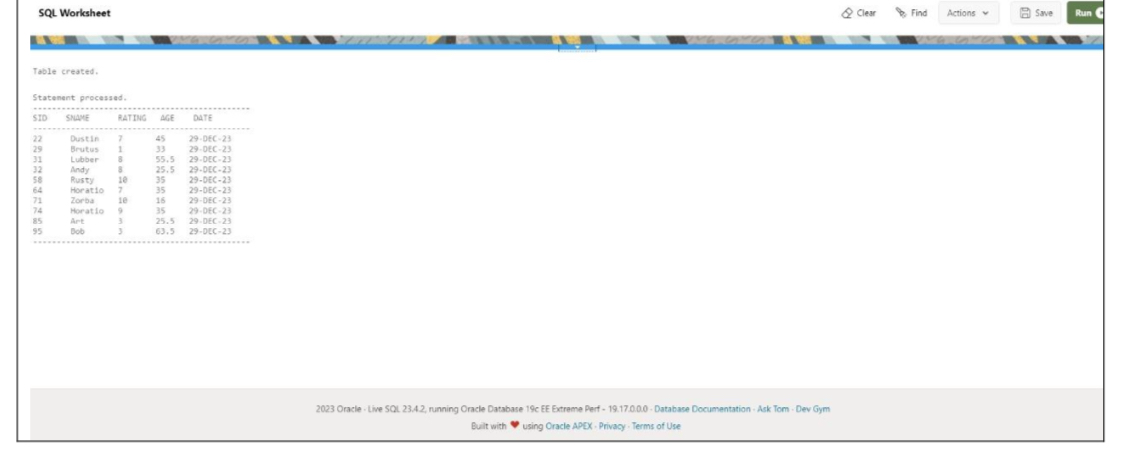 SQL Worksheet Clear Find Actions Save Run
Table created.
Statement processed.
--------------------------------------------
SID SNAME RATING AGE DATE
--------------------------------------------
22 Dustin 7 45 29-DEC-23
29 Brutus 1 33 29-DEC-23
31 Lubber 8 55.5 29-DEC-23
32 Andy 8 25.5 29-DEC-23
58 Rusty 10 35 29-DEC-23
64 Horatio 7 35 29-DEC-23
71 Zorba 10 16 29-DEC-23
74 Horatio 9 35 29-DEC-23
85 Art 3 25.5 29-DEC-23
95 Bob 3 63.5 29-DEC-23
--------------------------------------------
2023 Oracle · Live SQL 23.4.2, running Oracle Database 19c EE Extreme Perf - 19.17.0.0.0 · Database Documentation · Ask Tom · Dev Gym
Built with ❤ using Oracle APEX · Privacy · Terms of Use